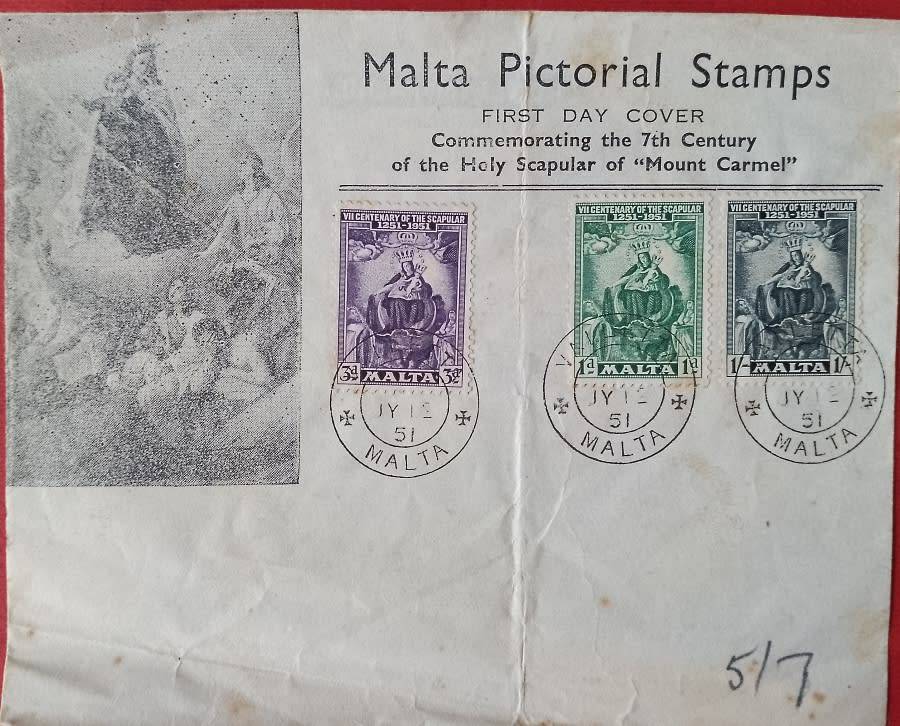 Malta Pictorial Stamps
FIRST DAY COVER
Commemorating the 7th Century
of the Holy Scapular of "Mount Carmel"
VII CENTENARY OF THE SCAPULAR
1251-1951
3d MALTA 3d
JY 12
51
MALTA
VII CENTENARY OF THE SCAPULAR
1251-1951
1d MALTA 1d
JY 12
51
MALTA
VII CENTENARY OF THE SCAPULAR
1251-1951
1/- MALTA 1/-
JY 12
51
MALTA
5/7